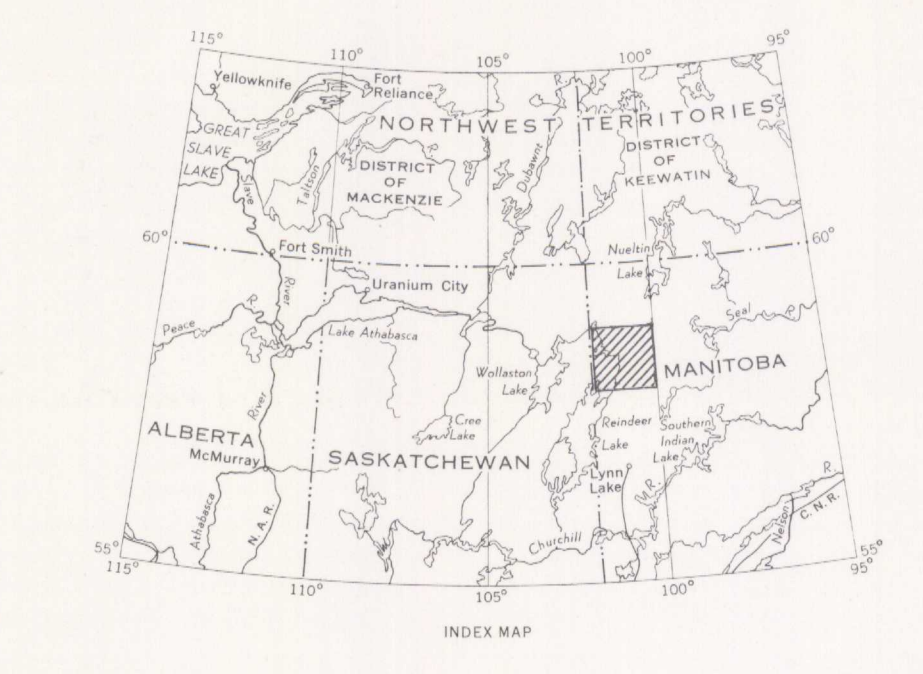 115°
110°
105°
100°
95°
Yellowknife
Fort
Reliance
R
R
NORTHWEST TERRITORIES
GREAT
SLAVE
LAKE
Slave
Taltson
R
DISTRICT
OF
MACKENZIE
Dubawnt
DISTRICT
OF
KEEWATIN
60°
Fort Smith
Nueltin
Lake
60°
River
Uranium City
Peace
R
Lake Athabasca
Seal R
Wollaston
Lake
MANITOBA
River
ALBERTA
McMurray
Cree
Lake
SASKATCHEWAN
Reindeer
Lake
Southern
Indian
Lake
Lynn
Lake
R
R
Athabasca
N.A.R.
Churchill
Nelson
C.N.R.
55°
115°
110°
105°
100°
55°
95°
INDEX MAP